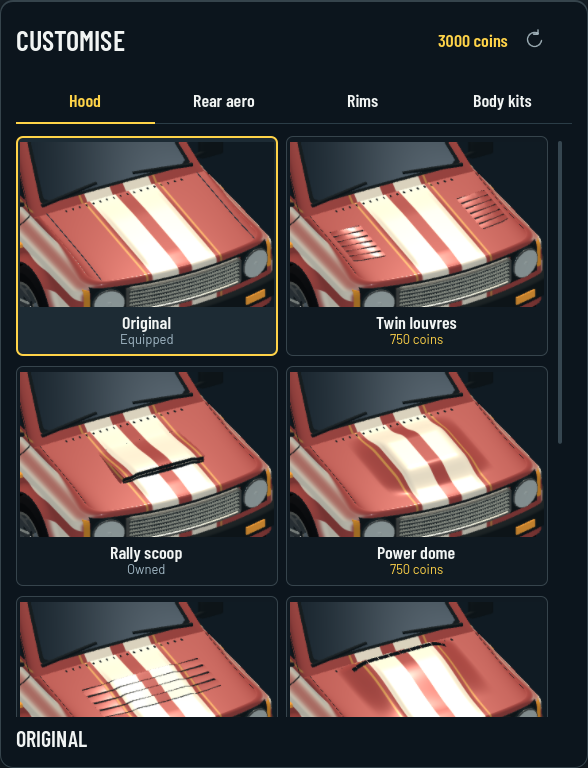 CUSTOMISE
3000 coins
Hood
Rear aero
Rims
Body kits
Original
Equipped
Twin louvres
750 coins
Rally scoop
Owned
Power dome
750 coins
ORIGINAL